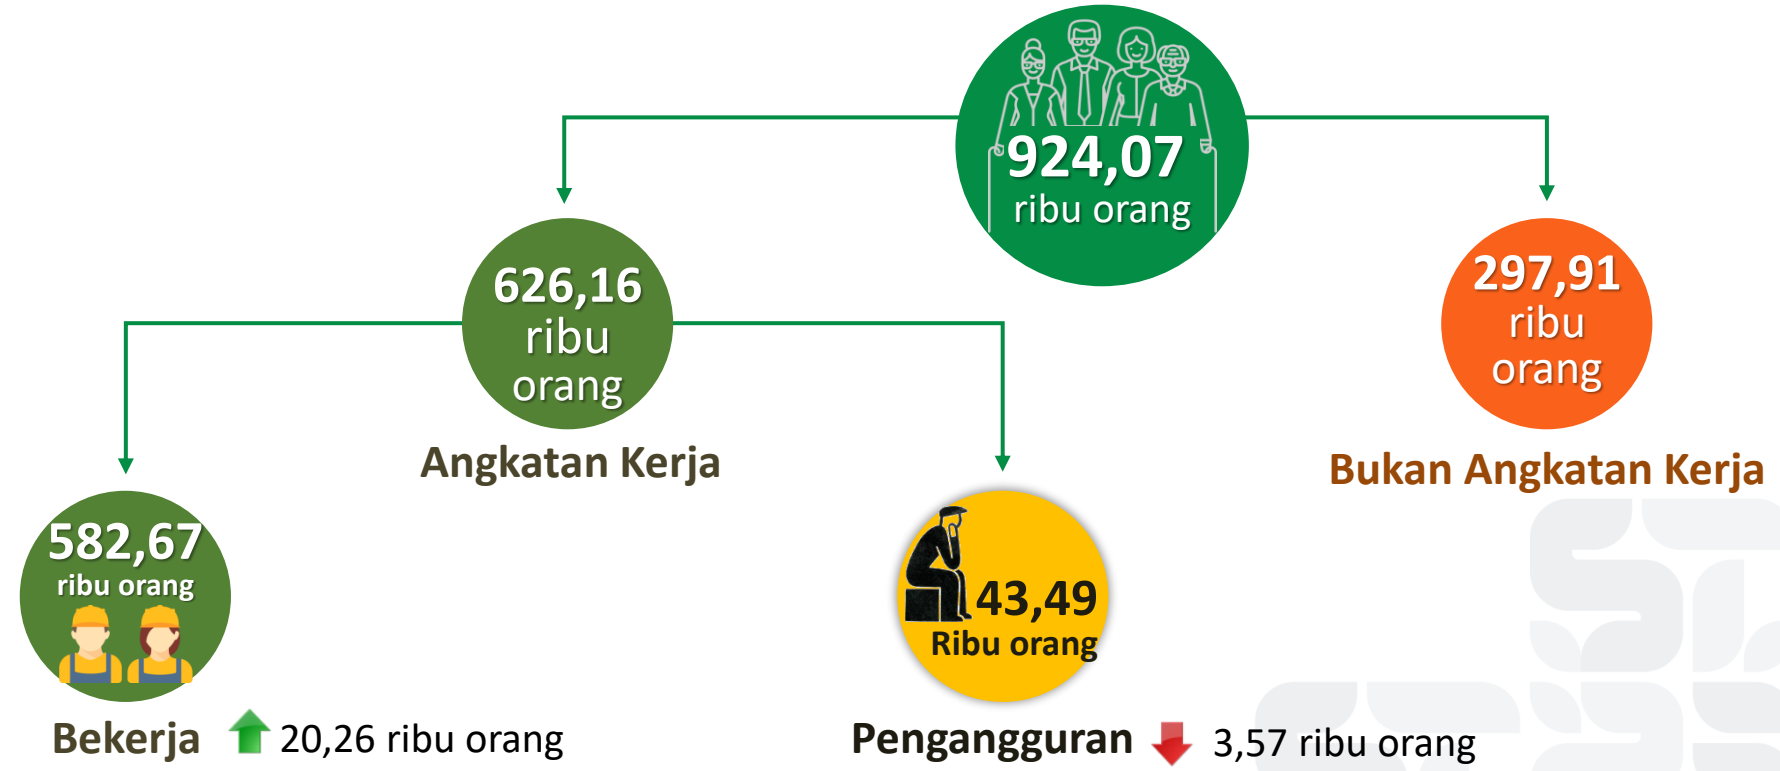 924,07
ribu orang
626,16
ribu
orang
Angkatan Kerja
297,91
ribu
orang
Bukan Angkatan Kerja
582,67
ribu orang
Bekerja
20,26 ribu orang
43,49
Ribu orang
Pengangguran
3,57 ribu orang